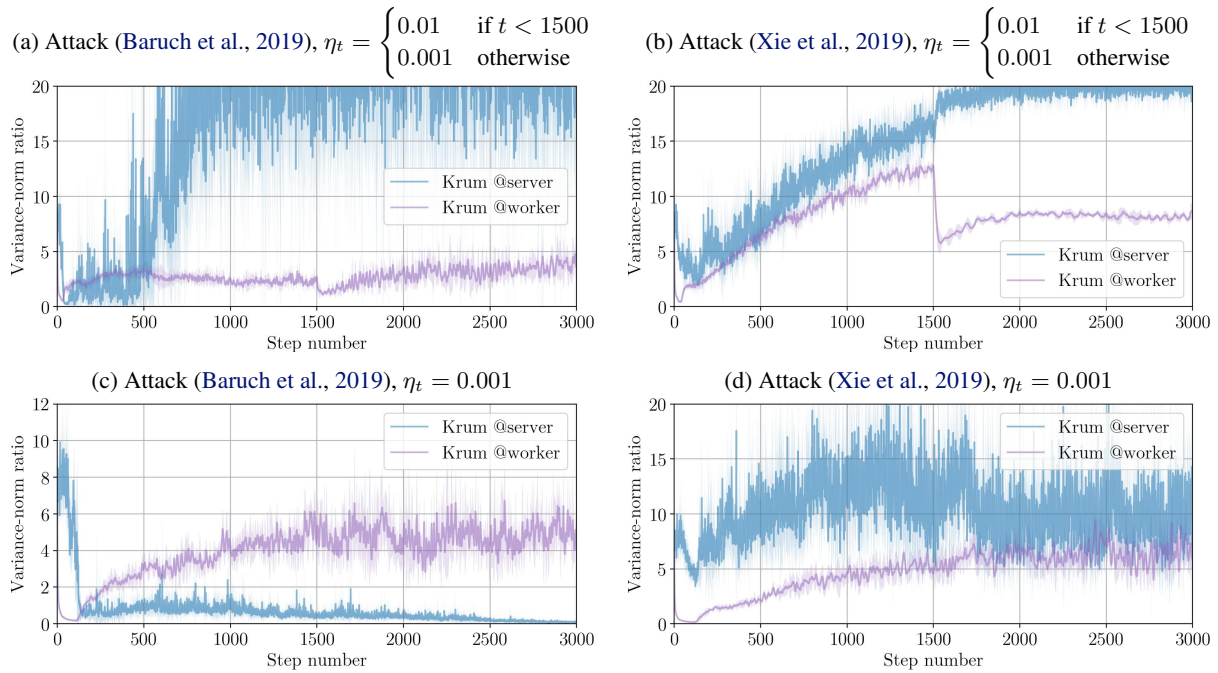 (a) Attack (Baruch et al., 2019), η_t = { 0.01 if t < 1500
0.001 otherwise
20
15
10
5
0
Variance-norm ratio
Krum @server
Krum @worker
0 500 1000 1500 2000 2500 3000
Step number
(b) Attack (Xie et al., 2019), η_t = { 0.01 if t < 1500
0.001 otherwise
20
15
10
5
0
Variance-norm ratio
Krum @server
Krum @worker
0 500 1000 1500 2000 2500 3000
Step number
(c) Attack (Baruch et al., 2019), η_t = 0.001
12
10
8
6
4
2
0
Variance-norm ratio
Krum @server
Krum @worker
0 500 1000 1500 2000 2500 3000
Step number
(d) Attack (Xie et al., 2019), η_t = 0.001
20
15
10
5
0
Variance-norm ratio
Krum @server
Krum @worker
0 500 1000 1500 2000 2500 3000
Step number